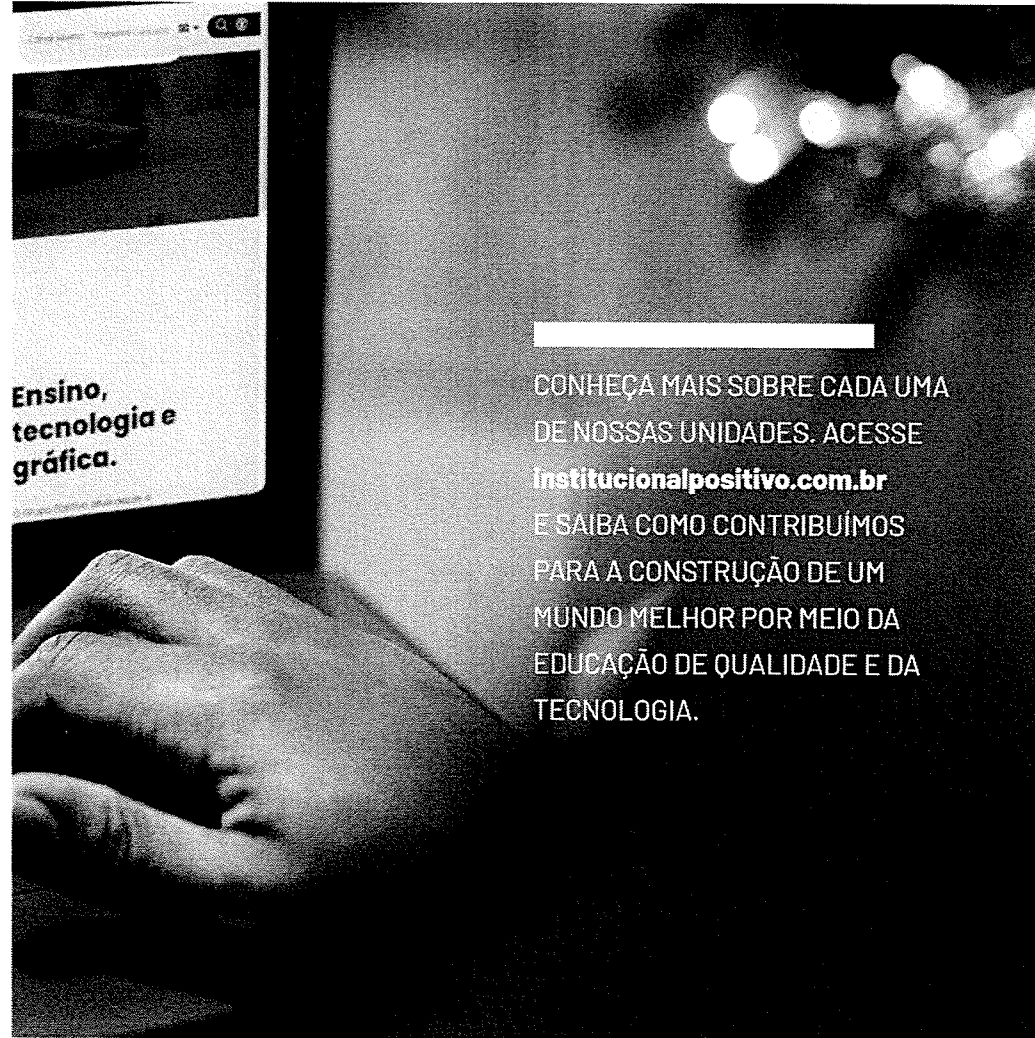 Ensino,
tecnologia e
gráfica.
CONHEÇA MAIS SOBRE CADA UMA
DE NOSSAS UNIDADES. ACESSE
institucionalpositivo.com.br
E SAIBA COMO CONTRIBUÍMOS
PARA A CONSTRUÇÃO DE UM
MUNDO MELHOR POR MEIO DA
EDUCAÇÃO DE QUALIDADE E DA
TECNOLOGIA.